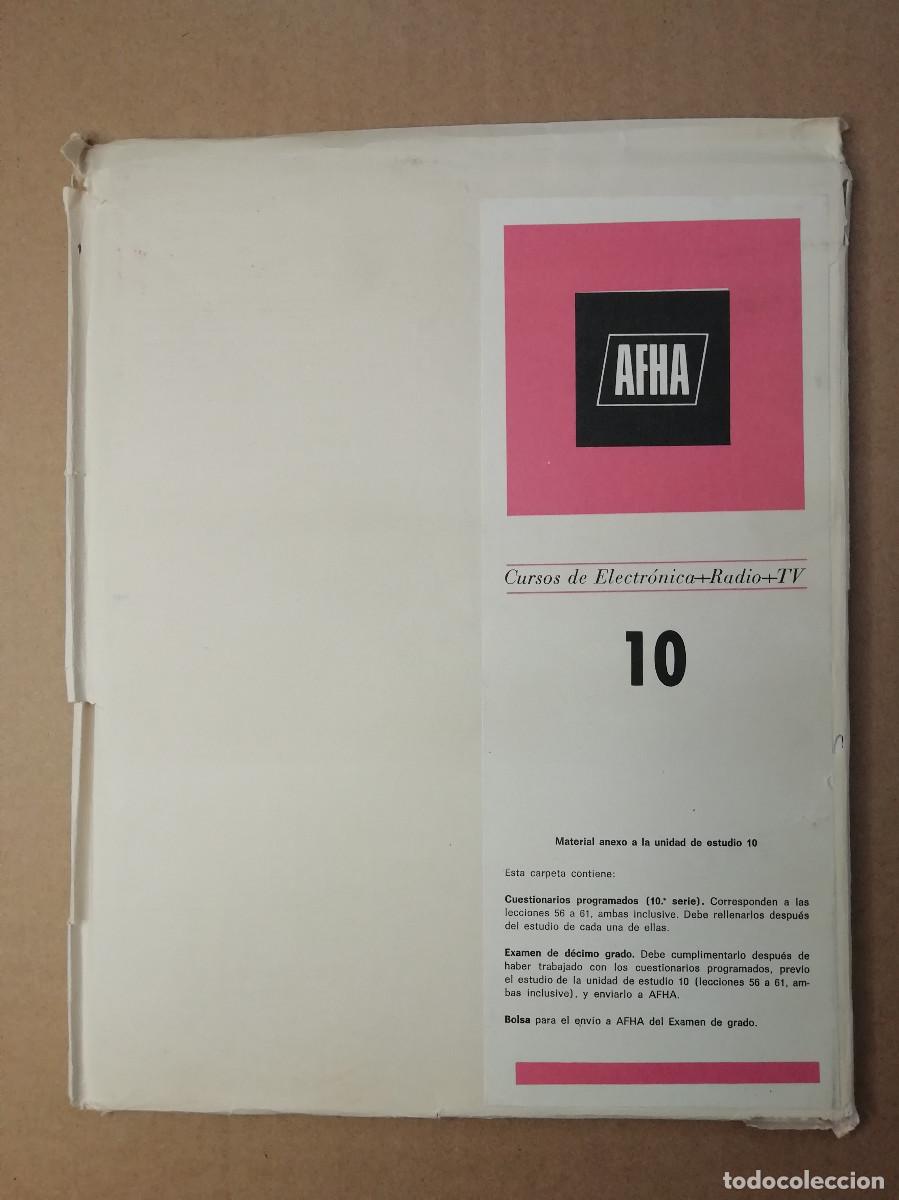 AFHA
Cursos de Electrónica+Radio+TV
10
Material anexo a la unidad de estudio 10
Esta carpeta contiene:
Cuestionarios programados (10.ª serie). Corresponden a las
lecciones 56 a 61, ambas inclusive. Debe rellenarlos después
del estudio de cada una de ellas.
Examen de décimo grado. Debe cumplimentarlo después de
haber trabajado con los cuestionarios programados, previo
el estudio de la unidad de estudio 10 (lecciones 56 a 61, am-
bas inclusive), y enviarlo a AFHA.
Bolsa para el envío a AFHA del Examen de grado.
todocoleccion